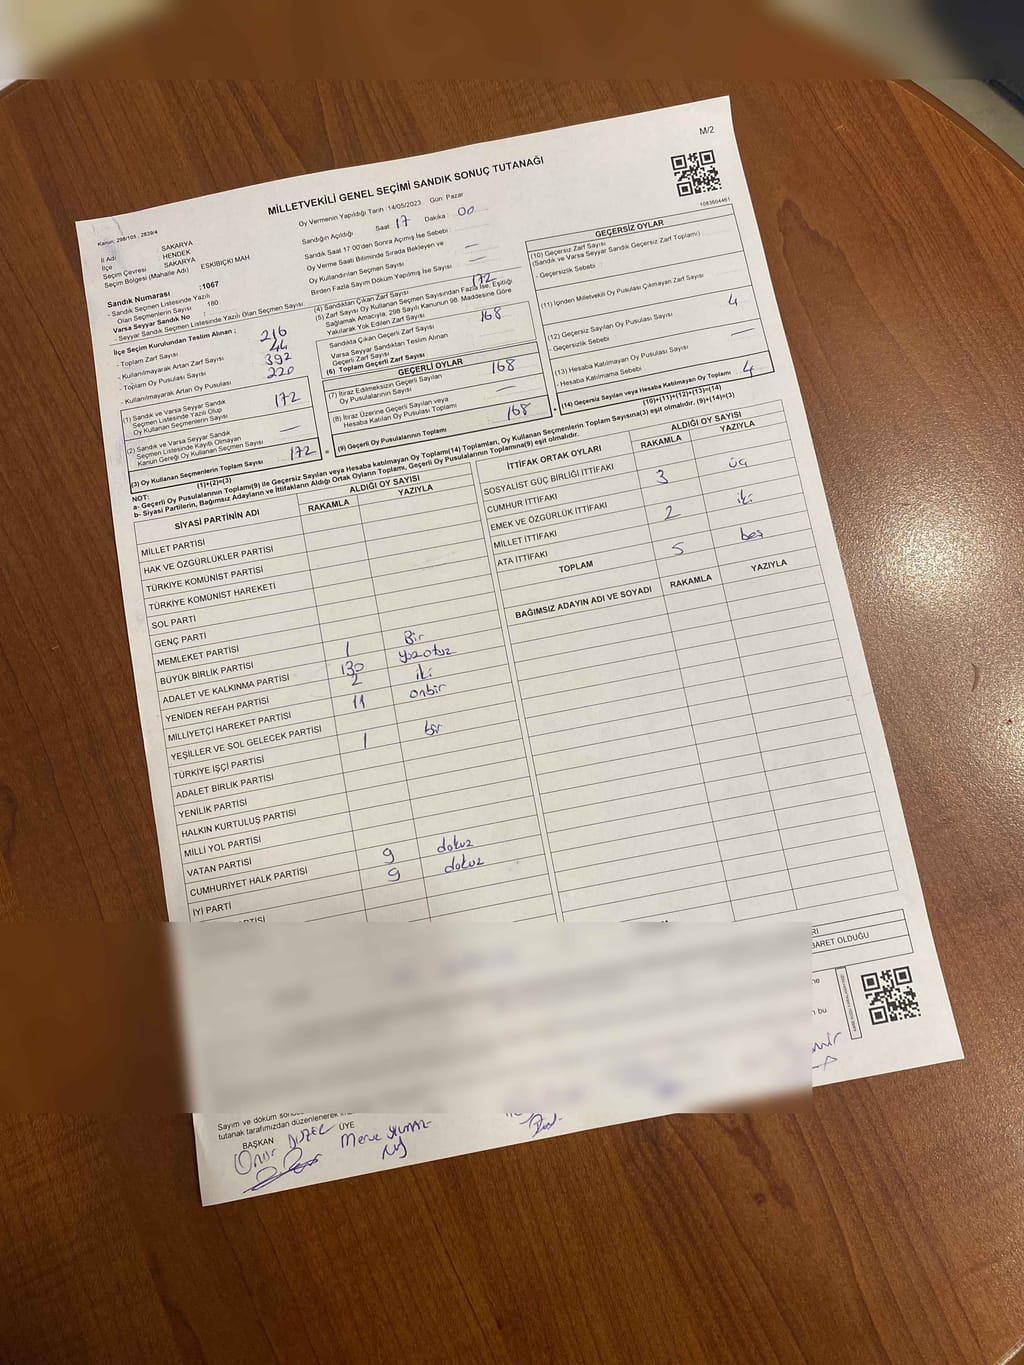 M/2
MİLLETVEKİLİ GENEL SEÇİMİ SANDIK SONUÇ TUTANAĞI
1083604461
Kanun: 298/105 , 2839/4
Oy Vermenin Yapıldığı Tarih :14/05/2023 Gün: Pazar
İl Adı : SAKARYA
İlçe : HENDEK
Seçim Çevresi : SAKARYA
Seçim Bölgesi (Mahalle Adı) ESKİBIÇKI MAH
Sandık Numarası :1067
- Sandık Seçmen Listesinde Yazılı Olan Seçmenlerin Sayısı : 180
Varsa Seyyar Sandık No :
- Seyyar Sandık Seçmen Listesinde Yazılı Olan Seçmen Sayısı
İlçe Seçim Kurulundan Teslim Alınan ;
- Toplam Zarf Sayısı 216
- Kullanılmayarak Artan Zarf Sayısı 44
- Toplam Oy Pusulası Sayısı 392
- Kullanılmayarak Artan Oy Pusulası 220
(1) Sandık ve Varsa Seyyar Sandık
Seçmen Listesinde Yazılı Olup
Oy Kullanan Seçmenlerin Sayısı 172
(2) Sandık ve Varsa Seyyar Sandık
Seçmen Listesinde Kayıtlı Olmayan
Kanun Gereği Oy Kullanan Seçmen Sayısı —
(3) Oy Kullanan Seçmenlerin Toplam Sayısı 172
(1)+(2)=(3)
Sandığın Açıldığı Saat 17 Dakika 00
Sandık Saat 17:00'den Sonra Açılmış İse Sebebi :
Oy Verme Saati Bitiminde Sırada Bekleyen ve
Oy Kullandırılan Seçmen Sayısı —
Birden Fazla Sayım Döküm Yapılmış İse Sayısı —
(4) Sandıktan Çıkan Zarf Sayısı 172
(5) Zarf Sayısı Oy Kullanan Seçmen Sayısından Fazla İse, Eşitliği
Sağlamak Amacıyla, 298 Sayılı Kanunun 98. Maddesine Göre
Yakılarak Yok Edilen Zarf Sayısı
Sandıkta Çıkan Geçerli Zarf Sayısı 168
Varsa Seyyar Sandıktan Teslim Alınan
Geçerli Zarf Sayısı
(6) Toplam Geçerli Zarf Sayısı
GEÇERLİ OYLAR
(7) İtiraz Edilmeksizin Geçerli Sayılan
Oy Pusulalarının Sayısı 168
(8) İtiraz Üzerine Geçerli Sayılan veya
Hesaba Katılan Oy Pusulası Toplamı —
(9) Geçerli Oy Pusulalarının Toplamı 168
GEÇERSİZ OYLAR
(10) Geçersiz Zarf Sayısı
(Sandık ve Varsa Seyyar Sandık Geçersiz Zarf Toplamı)
- Geçersizlik Sebebi
(11) İçinden Milletvekili Oy Pusulası Çıkmayan Zarf Sayısı
4
(12) Geçersiz Sayılan Oy Pusulası Sayısı
- Geçersizlik Sebebi —
(13) Hesaba Katılmayan Oy Pusulası Sayısı
- Hesaba Katılmama Sebebi
(14) Geçersiz Sayılan veya Hesaba Katılmayan Oy Toplamı 4
(10)+(11)+(12)+(13)=(14)
NOT:
a- Geçerli Oy Pusulalarının Toplamı(9) ile Geçersiz Sayılan veya Hesaba katılmayan Oy Toplamı(14) Toplamları, Oy Kullanan Seçmenlerin Toplam Sayısına(3) eşit olmalıdır. (9)+(14)=(3)
b- Siyasi Partilerin, Bağımsız Adayların ve İttifakların Aldığı Ortak Oyların Toplamı, Geçerli Oy Pusulalarının Toplamına(9) eşit olmalıdır.
SİYASİ PARTİNİN ADI ALDIĞI OY SAYISI
RAKAMLA YAZIYLA
MİLLET PARTİSİ
HAK VE ÖZGÜRLÜKLER PARTİSİ
TÜRKİYE KOMÜNİST PARTİSİ
TÜRKİYE KOMÜNİST HAREKETİ
SOL PARTİ
GENÇ PARTİ
MEMLEKET PARTİSİ
BÜYÜK BİRLİK PARTİSİ 1 Bir
ADALET VE KALKINMA PARTİSİ 130 yüzotuz
YENİDEN REFAH PARTİSİ 2 iki
MİLLİYETÇİ HAREKET PARTİSİ 11 onbir
YEŞİLLER VE SOL GELECEK PARTİSİ
TÜRKİYE İŞÇİ PARTİSİ 1 bir
ADALET BİRLİK PARTİSİ
YENİLİK PARTİSİ
HALKIN KURTULUŞ PARTİSİ
MİLLİ YOL PARTİSİ
VATAN PARTİSİ
CUMHURİYET HALK PARTİSİ 9 dokuz
İYİ PARTİ 9 dokuz
İTTİFAK ORTAK OYLARI ALDIĞI OY SAYISI
RAKAMLA YAZIYLA
SOSYALİST GÜÇ BİRLİĞİ İTTİFAKI
CUMHUR İTTİFAKI 3 üç
EMEK VE ÖZGÜRLÜK İTTİFAKI
MİLLET İTTİFAKI 2 iki
ATA İTTİFAKI
TOPLAM 5 beş
BAĞIMSIZ ADAYIN ADI VE SOYADI RAKAMLA YAZIYLA
BARET OLDUĞU
Sayım ve döküm
tutanak tarafımızdan düzenlenerek
BAŞKAN ÜYE
Onur DÜZEL
Merve